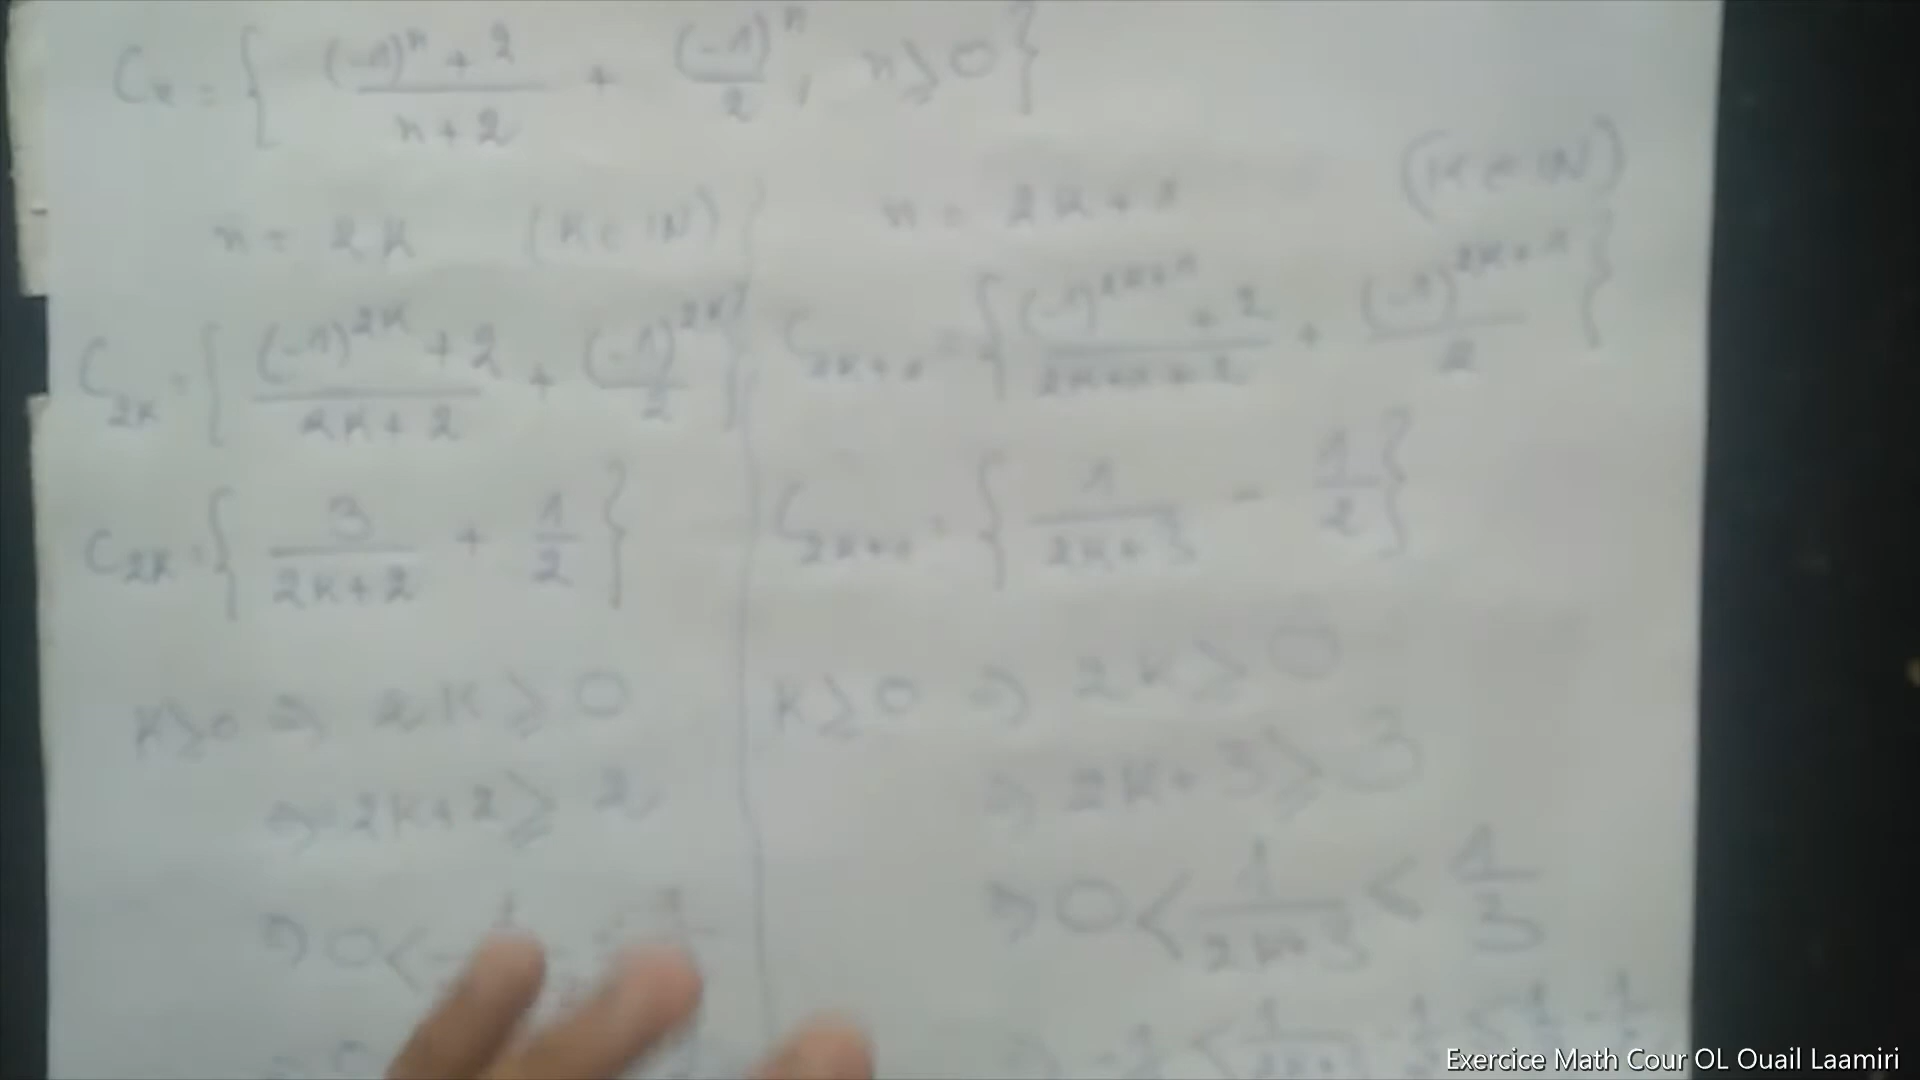 C_n = { ((-1)^n + 2)/(n + 2) + (-1)^n/2 , n ≥ 0 }
n = 2K (K ∈ IN)
C_2K = { ((-1)^2K + 2)/(2K + 2) + (-1)^2K/2 }
C_2K = { 3/(2K+2) + 1/2 }
K ≥ 0 ⇒ 2K ≥ 0
⇒ 2K+2 ≥ 2
⇒ 0 <
n = 2K+1 (K ∈ IN)
C_2K+1 = { ((-1)^2K+1 + 2)/(2K+1+2) + (-1)^2K+1/2 }
C_2K+1 = { 1/(2K+3) - 1/2 }
K ≥ 0 ⇒ 2K ≥ 0
⇒ 2K+3 ≥ 3
⇒ 0 < 1/(2K+3) < 1/3
Exercice Math Cour OL Ouail Laamiri